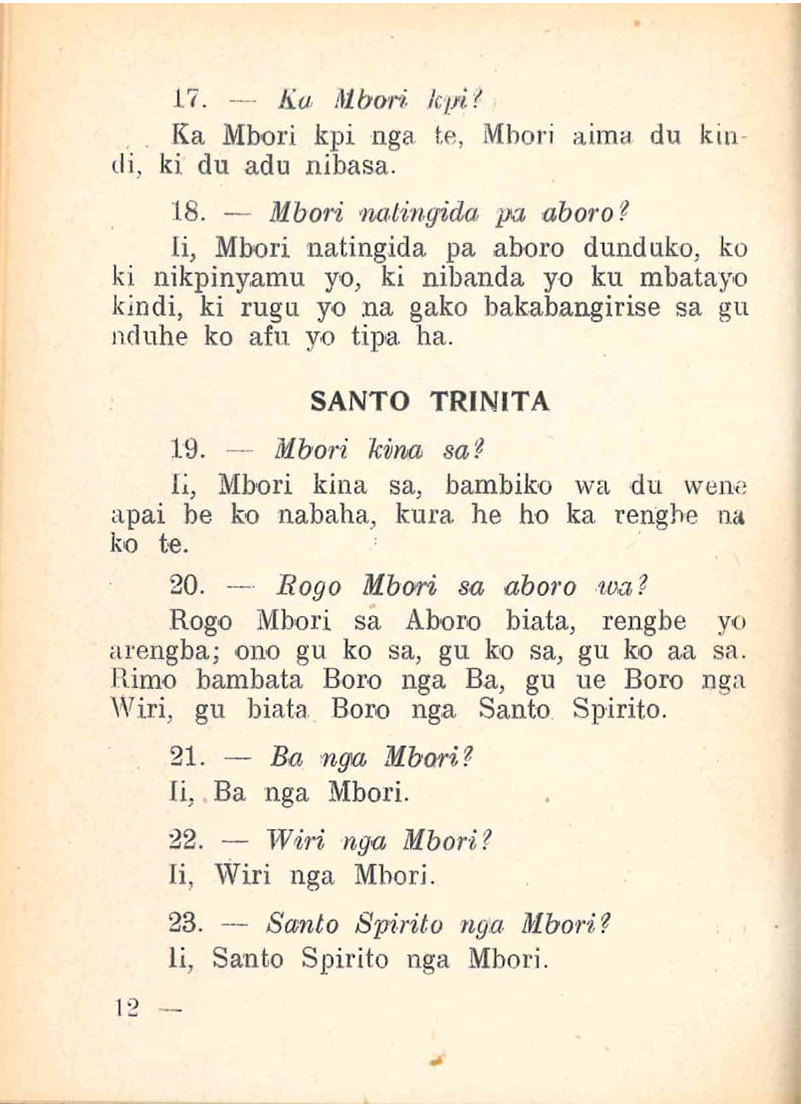 17. — Ka Mbori kpi?
Ka Mbori kpi nga te, Mbori aima du kin-
di, ki du adu nibasa.
18. — Mbori natingida pa aboro?
Ii, Mbori natingida pa aboro dunduko, ko
ki nikpinyamu yo, ki nibanda yo ku mbatayo
kindi, ki rugu yo na gako bakabangirise sa gu
nduhe ko afu yo tipa ha.
SANTO TRINITA
19. — Mbori kina sa?
Ii, Mbori kina sa, bambiko wa du wene
apai be ko nabaha, kura he ho ka rengbe na
ko te.
20. — Rogo Mbori sa aboro wa?
Rogo Mbori sa Aboro biata, rengbe yo
arengba; ono gu ko sa, gu ko sa, gu ko aa sa.
Rimo bambata Boro nga Ba, gu ue Boro nga
Wiri, gu biata Boro nga Santo Spirito.
21. — Ba nga Mbori?
Ii, Ba nga Mbori.
22. — Wiri nga Mbori?
Ii, Wiri nga Mbori.
23. — Santo Spirito nga Mbori?
Ii, Santo Spirito nga Mbori.
12 —